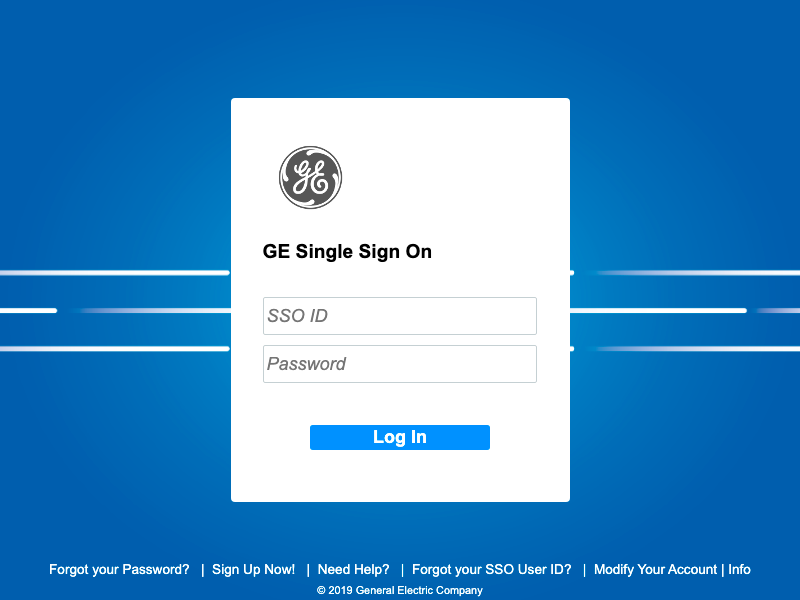 GE
GE Single Sign On
SSO ID
Password
Log In
Forgot your Password? | Sign Up Now! | Need Help? | Forgot your SSO User ID? | Modify Your Account | Info
© 2019 General Electric Company